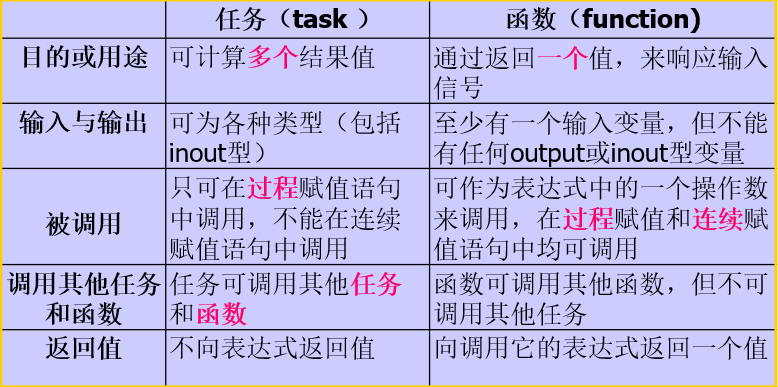 任务（task ） 函数（function)
目的或用途 可计算多个结果值 通过返回一个值，来响应输入
信号
输入与输出 可为各种类型（包括 至少有一个输入变量，但不能
inout型） 有任何output或inout型变量
只可在过程赋值语句 可作为表达式中的一个操作数
被调用 中调用，不能在连续 来调用，在过程赋值和连续赋
赋值语句中调用 值语句中均可调用
调用其他任务 任务可调用其他任务 函数可调用其他函数，但不可
和函数 和函数 调用其他任务
返回值 不向表达式返回值 向调用它的表达式返回一个值